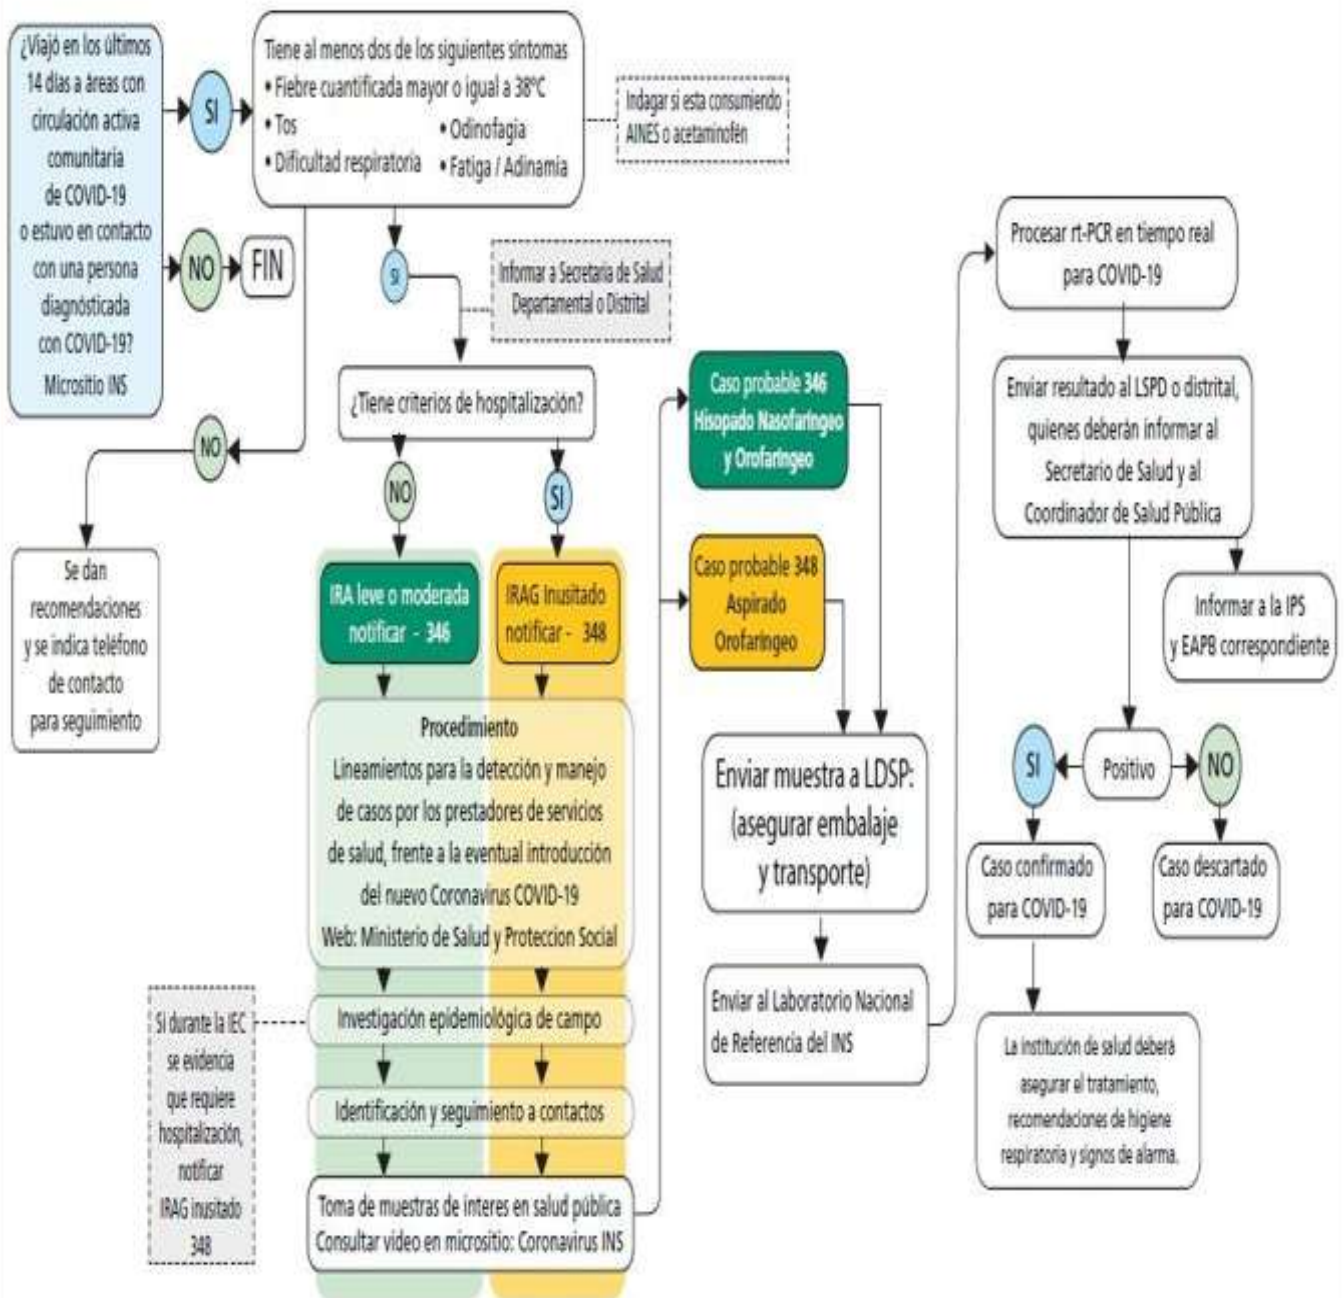 ¿Viajó en los últimos
14 días a áreas con
circulación activa
comunitaria
de COVID-19
o estuvo en contacto
con una persona
diagnósticada
con COVID-19?
Micrositio INS
SI
NO
FIN
Tiene al menos dos de los siguientes síntomas
• Fiebre cuantificada mayor o igual a 38ºC
• Tos
• Odinofagia
• Dificultad respiratoria
• Fatiga / Adinamia
Indagar si esta consumiendo
AINES o acetaminofén
SI
Informar a Secretaria de Salud
Departamental o Distrital
NO
Se dan
recomendaciones
y se indica teléfono
de contacto
para seguimiento
¿Tiene criterios de hospitalización?
NO
SI
IRA leve o moderada
notificar - 346
IRAG Inusitado
notificar - 348
Procedimiento
Lineamientos para la detección y manejo
de casos por los prestadores de servicios
de salud, frente a la eventual introducción
del nuevo Coronavirus COVID-19
Web: Ministerio de Salud y Proteccion Social
Investigación epidemiológica de campo
Si durante la IEC
se evidencia
que requiere
hospitalización,
notificar
IRAG inusitado
348
Identificación y seguimiento a contactos
Toma de muestras de interes en salud pública
Consultar video en micrositio: Coronavirus INS
Caso probable 346
Hisopado Nasofaríngeo
y Orofaríngeo
Caso probable 348
Aspirado
Orofaríngeo
Enviar muestra a LDSP:
(asegurar embalaje
y transporte)
Enviar al Laboratorio Nacional
de Referencia del INS
Procesar rt-PCR en tiempo real
para COVID-19
Enviar resultado al LSPD o distrital,
quienes deberán informar al
Secretario de Salud y al
Coordinador de Salud Pública
Informar a la IPS
y EAPB correspondiente
SI
Positivo
NO
Caso confirmado
para COVID-19
Caso descartado
para COVID-19
La institución de salud deberá
asegurar el tratamiento,
recomendaciones de higiene
respiratoria y signos de alarma.